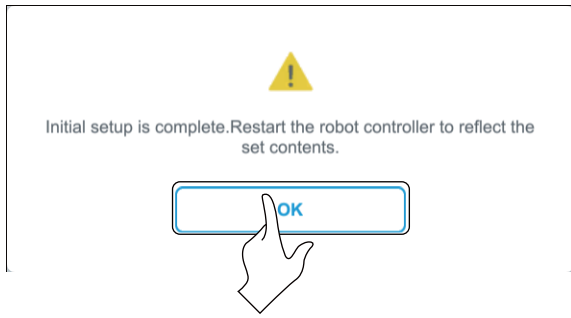 Initial setup is complete.Restart the robot controller to reflect the
set contents.
OK